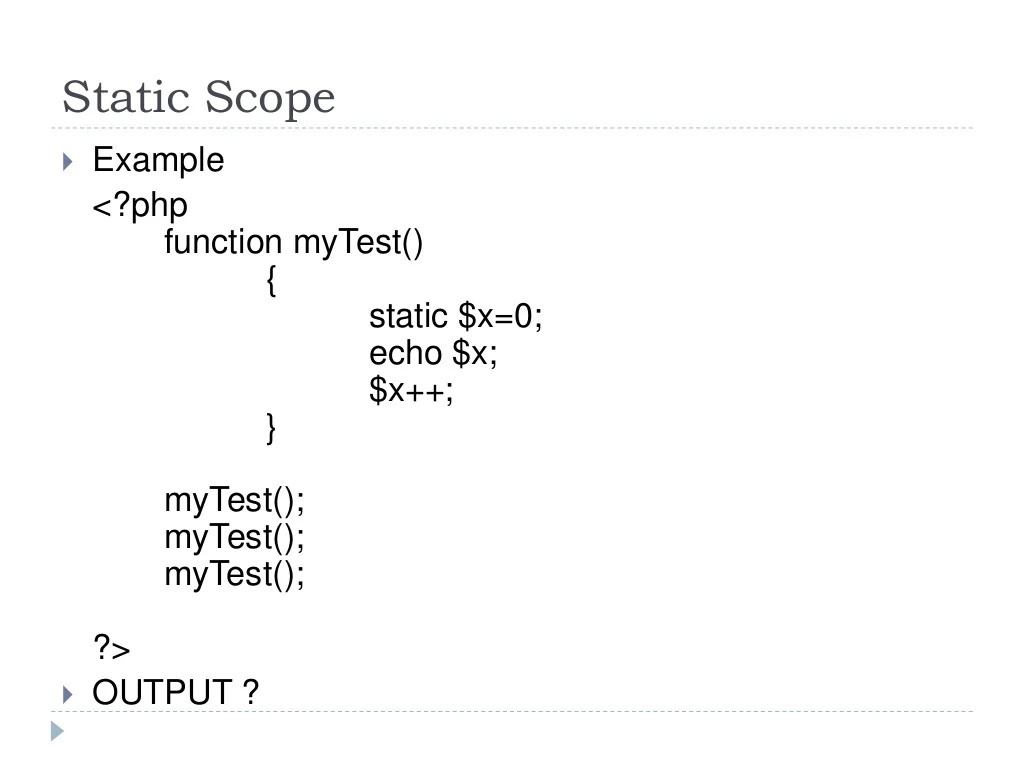 Static Scope
Example
<?php
function myTest()
{
static $x=0;
echo $x;
$x++;
}
myTest();
myTest();
myTest();
?>
OUTPUT ?